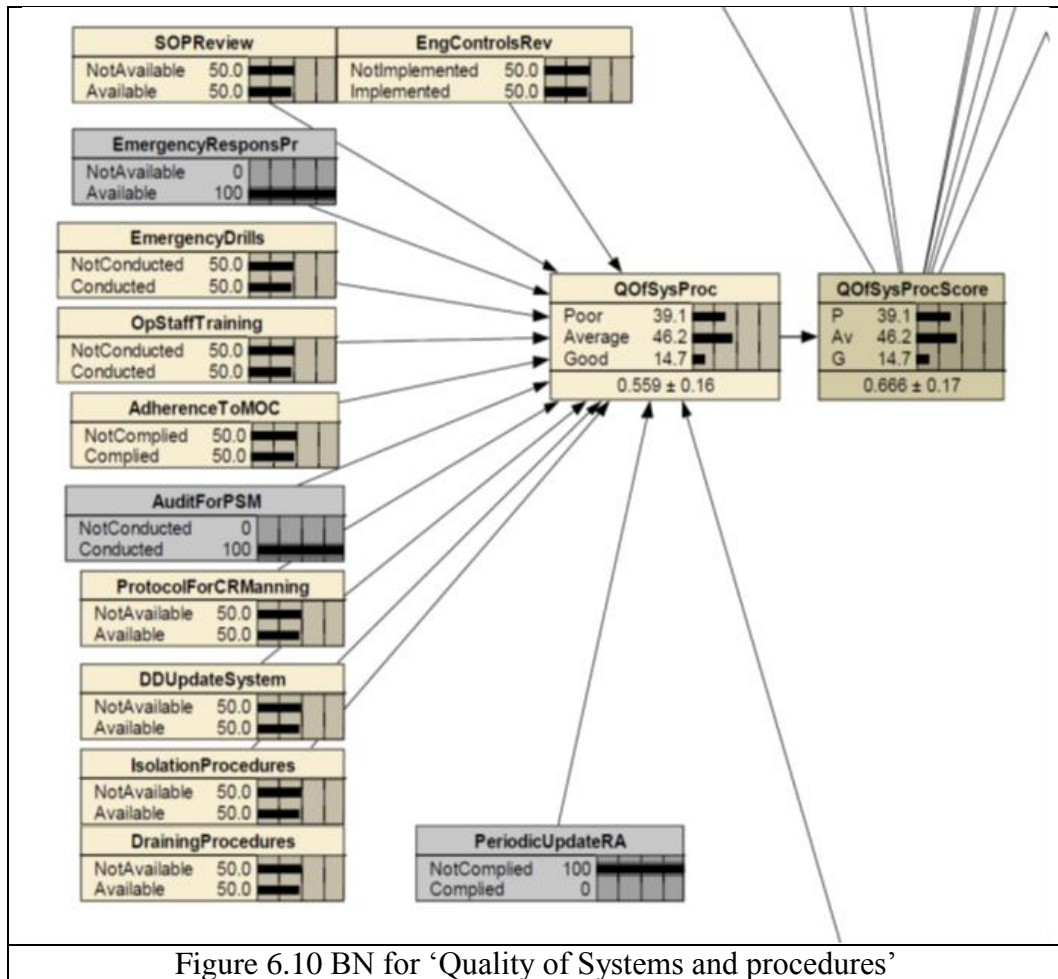 SOPReview
NotAvailable 50.0
Available 50.0
EngControlsRev
NotImplemented 50.0
Implemented 50.0
EmergencyResponsPr
NotAvailable 0
Available 100
EmergencyDrills
NotConducted 50.0
Conducted 50.0
OpStaffTraining
NotConducted 50.0
Conducted 50.0
AdherenceToMOC
NotComplied 50.0
Complied 50.0
AuditForPSM
NotConducted 0
Conducted 100
ProtocolForCRManning
NotAvailable 50.0
Available 50.0
DDUpdateSystem
NotAvailable 50.0
Available 50.0
IsolationProcedures
NotAvailable 50.0
Available 50.0
DrainingProcedures
NotAvailable 50.0
Available 50.0
QOfSysProc
Poor 39.1
Average 46.2
Good 14.7
0.559 ± 0.16
QOfSysProcScore
P 39.1
Av 46.2
G 14.7
0.666 ± 0.17
PeriodicUpdateRA
NotComplied 100
Complied 0
Figure 6.10 BN for ‘Quality of Systems and procedures’